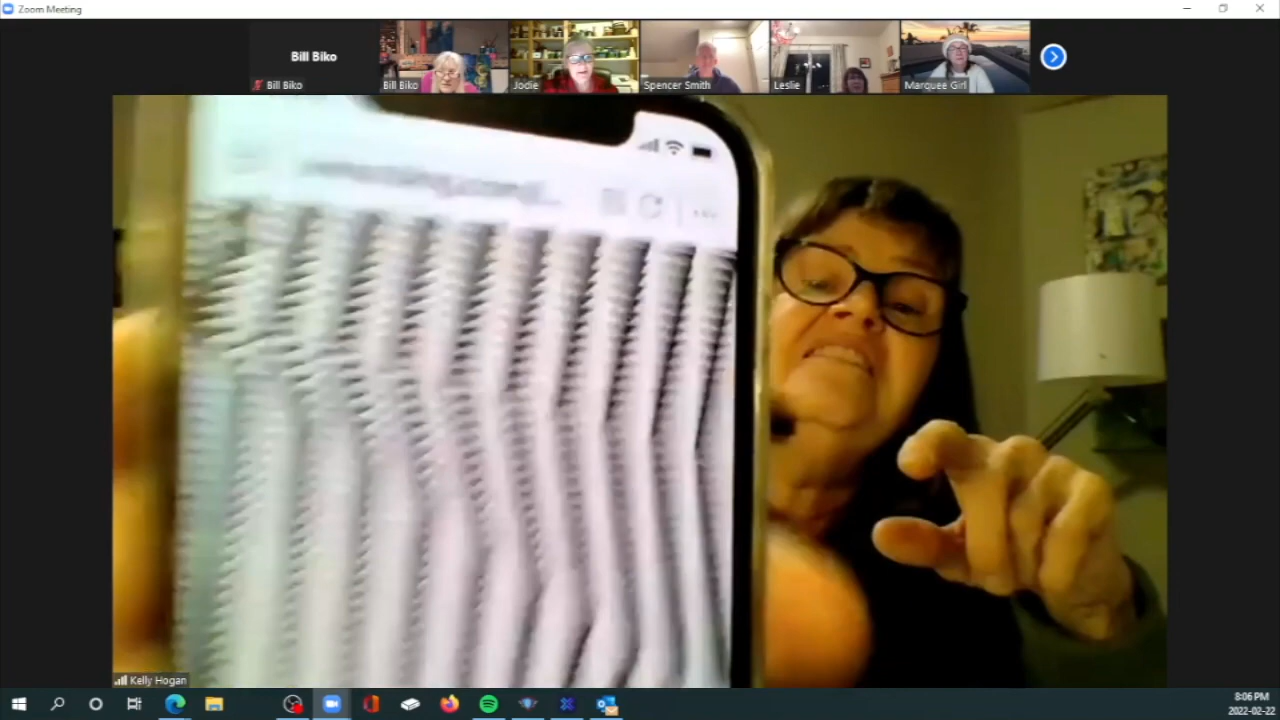 Zoom Meeting
Bill Biko
Bill Biko
Bill Biko
Jodie
Spencer Smith
Leslie
Marquee Girl
Kelly Hogan
8:06 PM
2022-02-22